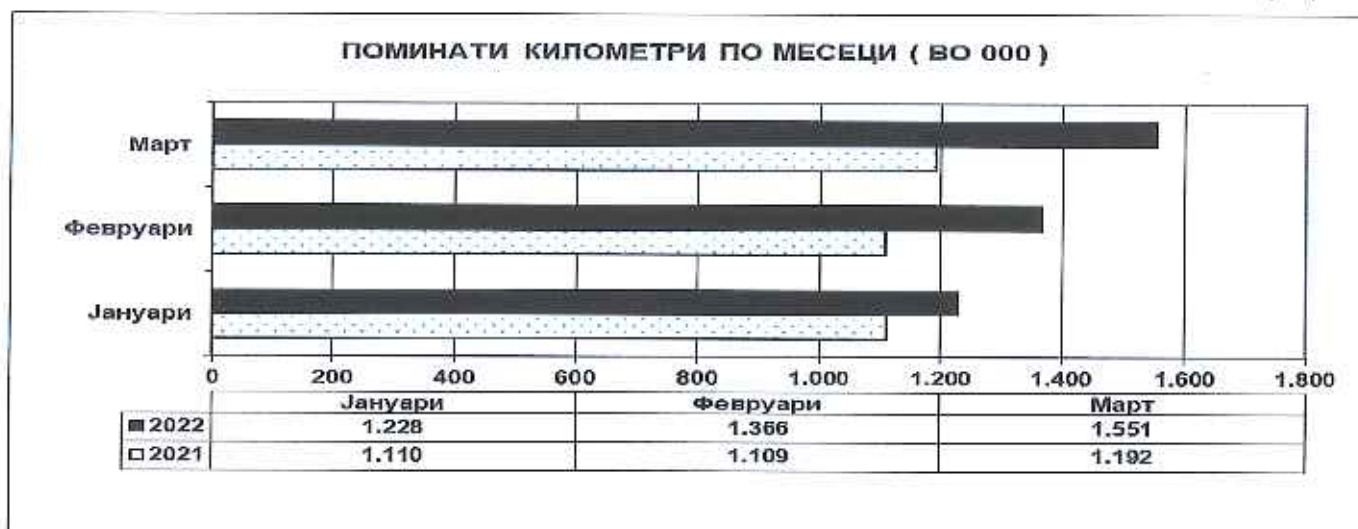 ПОМИНАТИ КИЛОМЕТРИ ПО МЕСЕЦИ ( ВО 000 )
Март
Февруари
Јануари
0 200 400 600 800 1.000 1.200 1.400 1.600 1.800
Јануари Февруари Март
2022 1.228 1.366 1.551
2021 1.110 1.109 1.192